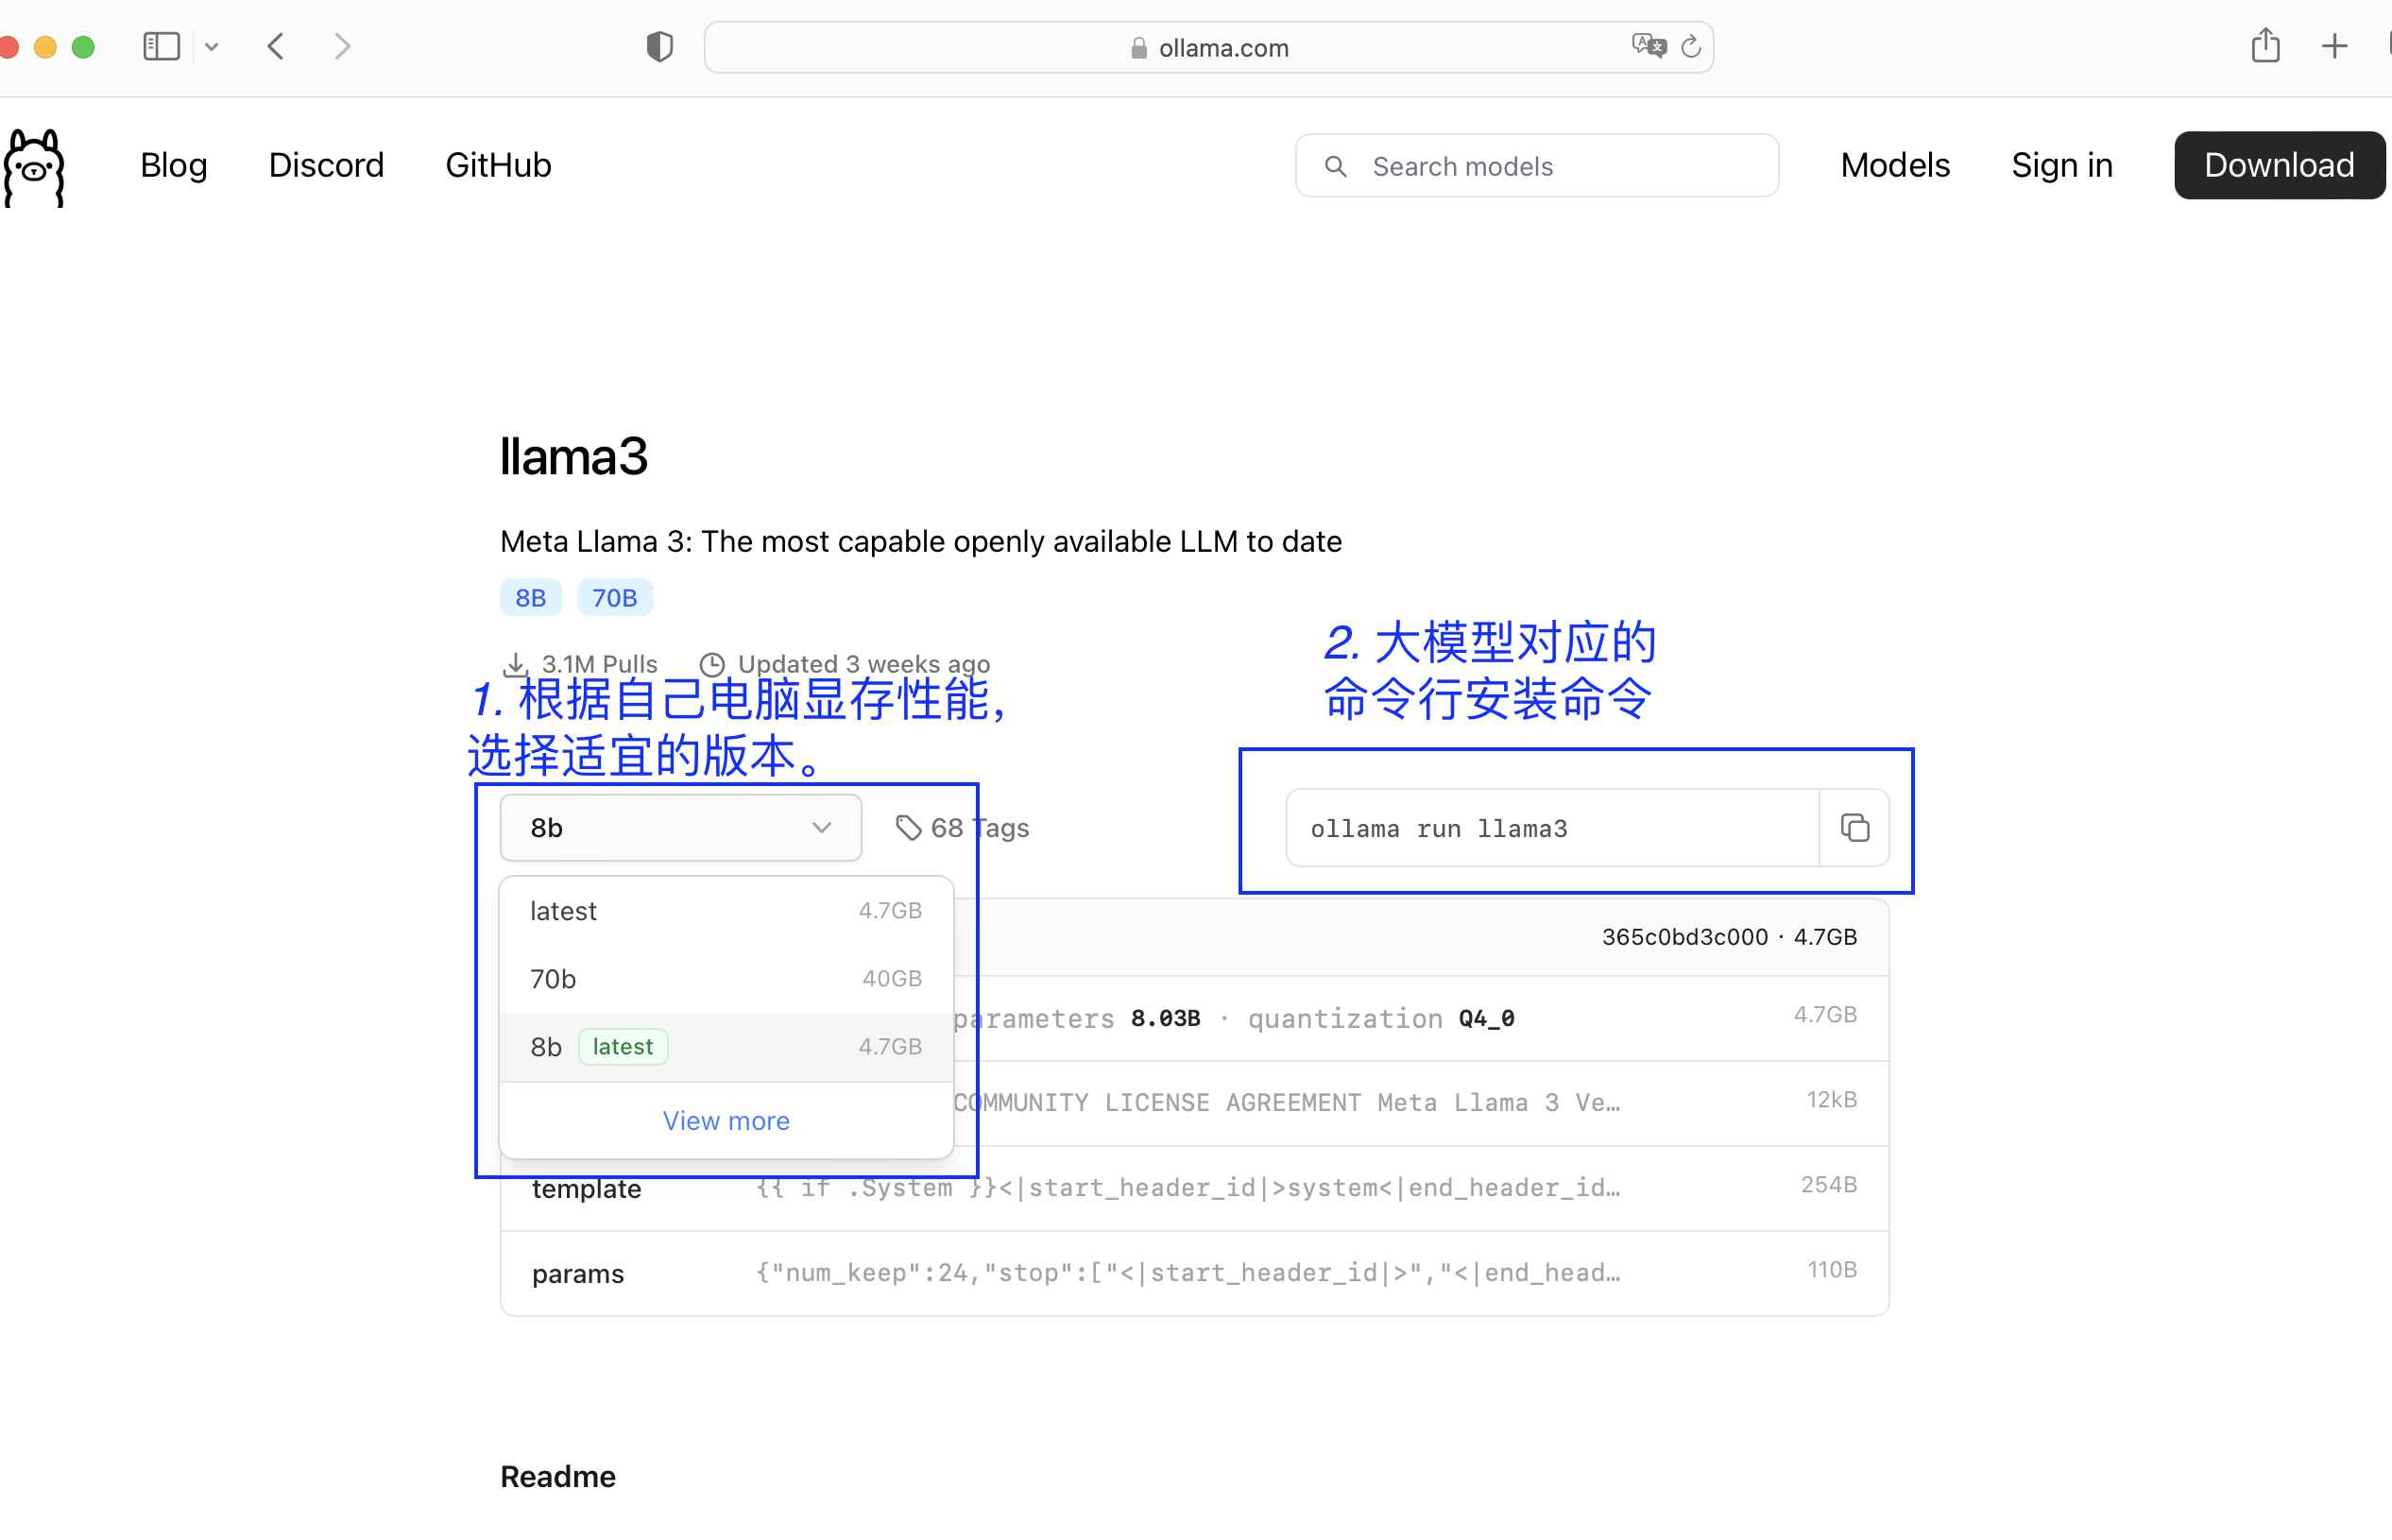 ollama.com
Blog Discord GitHub Search models Models Sign in Download
llama3
Meta Llama 3: The most capable openly available LLM to date
8B 70B
3.1M Pulls Updated 3 weeks ago
1. 根据自己电脑显存性能,
选择适宜的版本。
2. 大模型对应的
命令行安装命令
8b 68 Tags
ollama run llama3
latest 4.7GB
70b 40GB
8b latest 4.7GB
View more
365c0bd3c000 · 4.7GB
parameters 8.03B · quantization Q4_0 4.7GB
COMMUNITY LICENSE AGREEMENT Meta Llama 3 Ve… 12kB
template {{ if .System }}<|start_header_id|>system<|end_header_id… 254B
params {"num_keep":24,"stop":["<|start_header_id|>","<|end_head… 110B
Readme